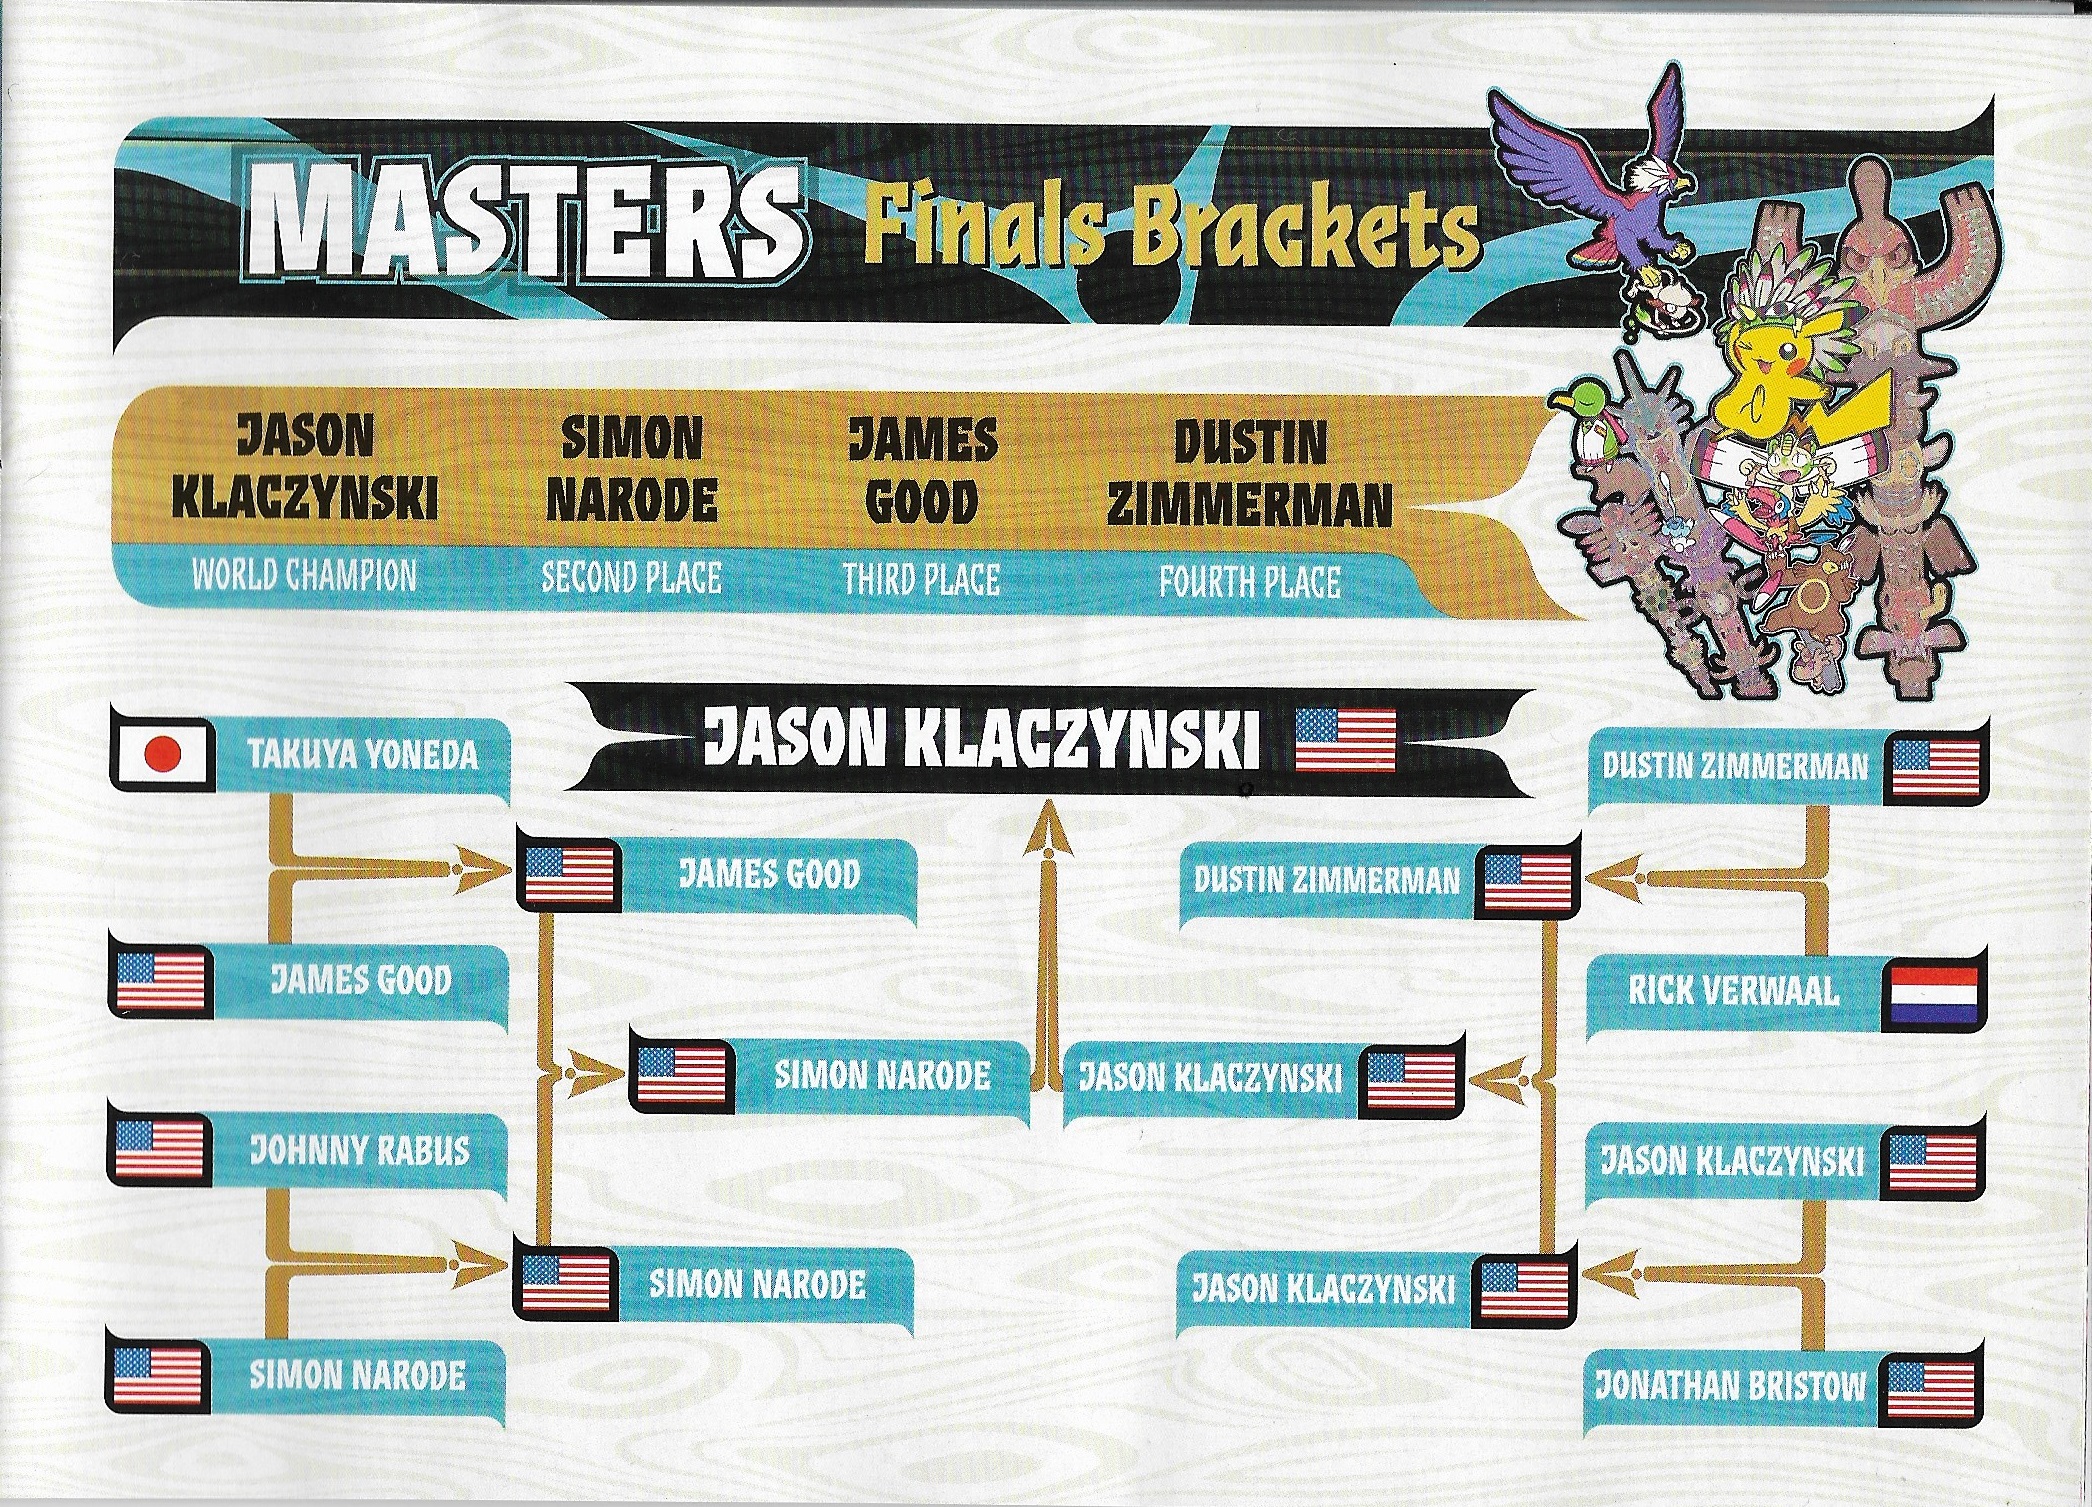 MASTERS Finals Brackets
JASON
KLACZYNSKI
WORLD CHAMPION
SIMON
NARODE
SECOND PLACE
JAMES
GOOD
THIRD PLACE
DUSTIN
ZIMMERMAN
FOURTH PLACE
JASON KLACZYNSKI
TAKUYA YONEDA
JAMES GOOD
JOHNNY RABUS
SIMON NARODE
JAMES GOOD
SIMON NARODE
SIMON NARODE
JASON KLACZYNSKI
DUSTIN ZIMMERMAN
JASON KLACZYNSKI
DUSTIN ZIMMERMAN
RICK VERWAAL
JASON KLACZYNSKI
JONATHAN BRISTOW